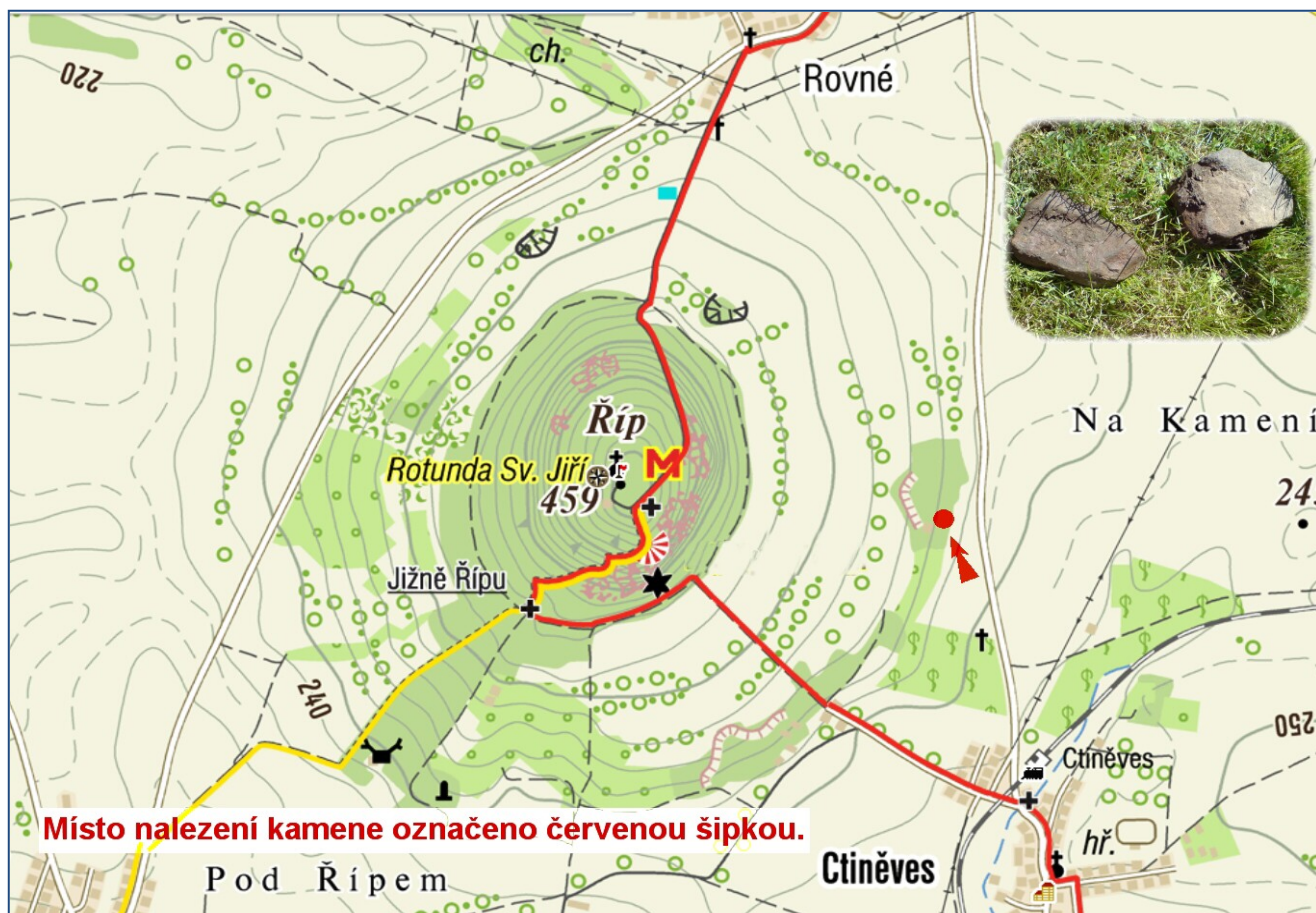 220
ch.
Rovné
Říp
M
Rotunda Sv. Jiří
459
Na Kamení
24
Jižně Řípu
240
250
Ctiněves
Místo nalezení kamene označeno červenou šipkou.
Ctiněves
hř.
Pod Řípem